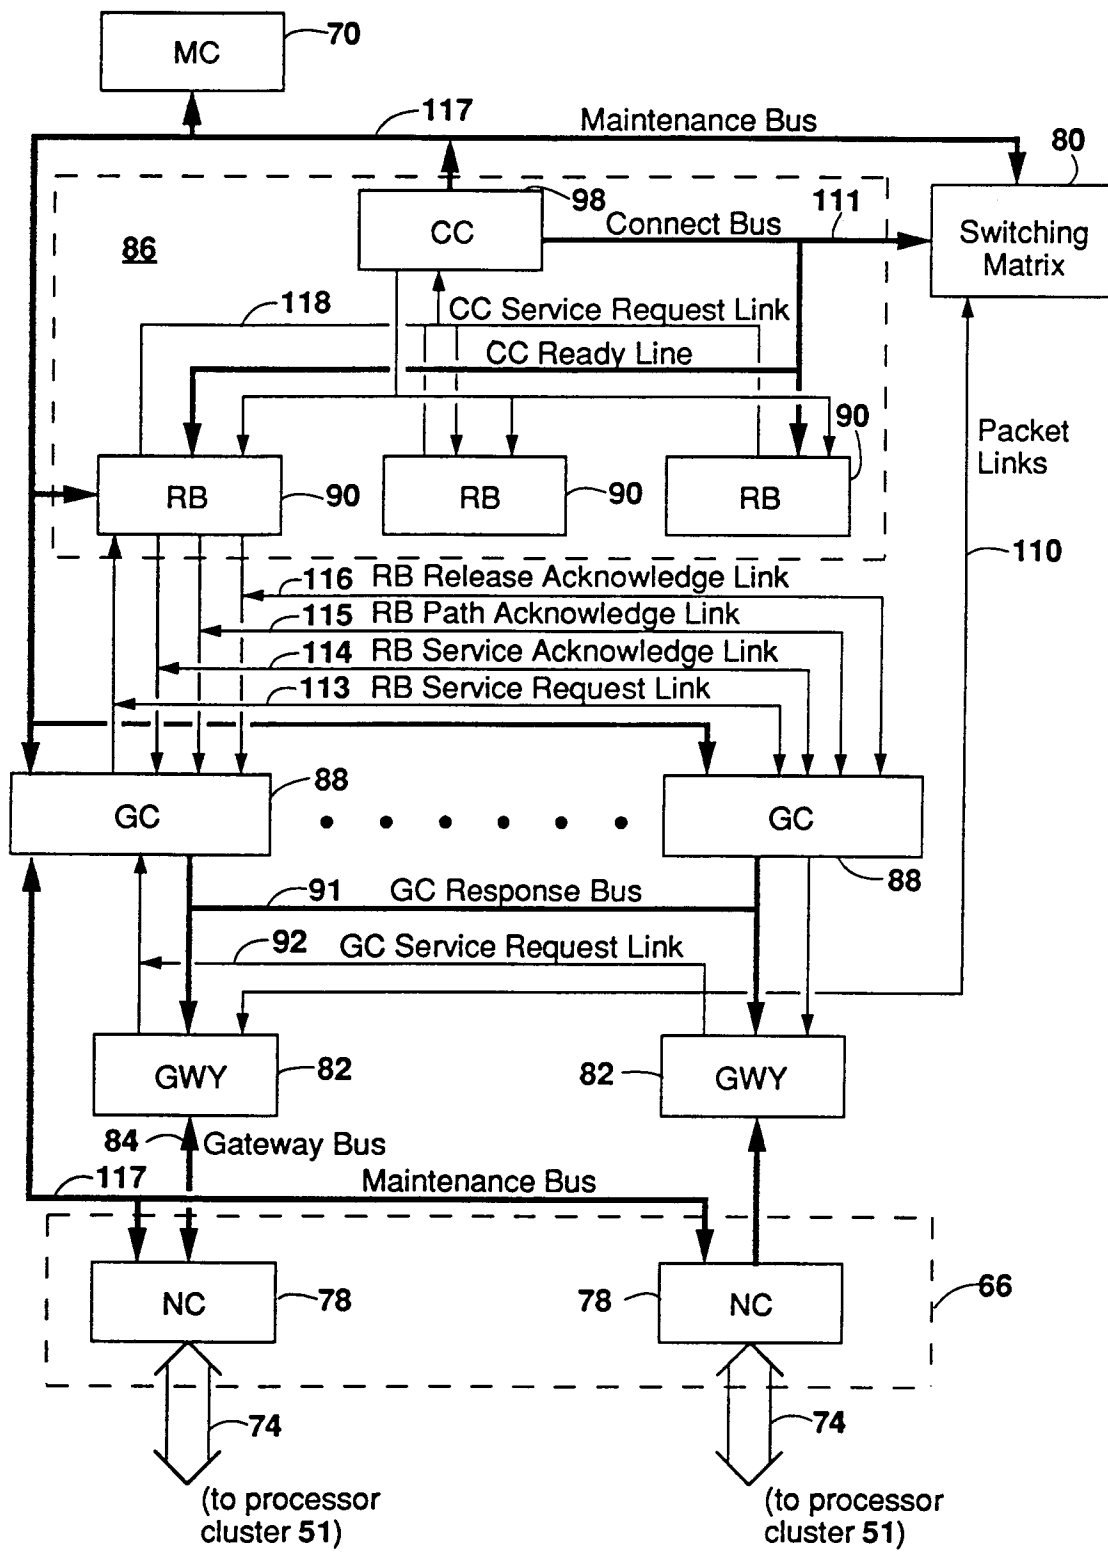 MC
70
117
Maintenance Bus
80
98
CC
111
Connect Bus
Switching
Matrix
86
118
CC Service Request Link
CC Ready Line
90
Packet
Links
RB
90
RB
90
RB
110
116 RB Release Acknowledge Link
115 RB Path Acknowledge Link
114 RB Service Acknowledge Link
113 RB Service Request Link
88
GC
GC
88
91 GC Response Bus
92 GC Service Request Link
GWY
82
82
GWY
84 Gateway Bus
117
Maintenance Bus
66
NC
78
78
NC
74
74
(to processor
cluster 51)
(to processor
cluster 51)